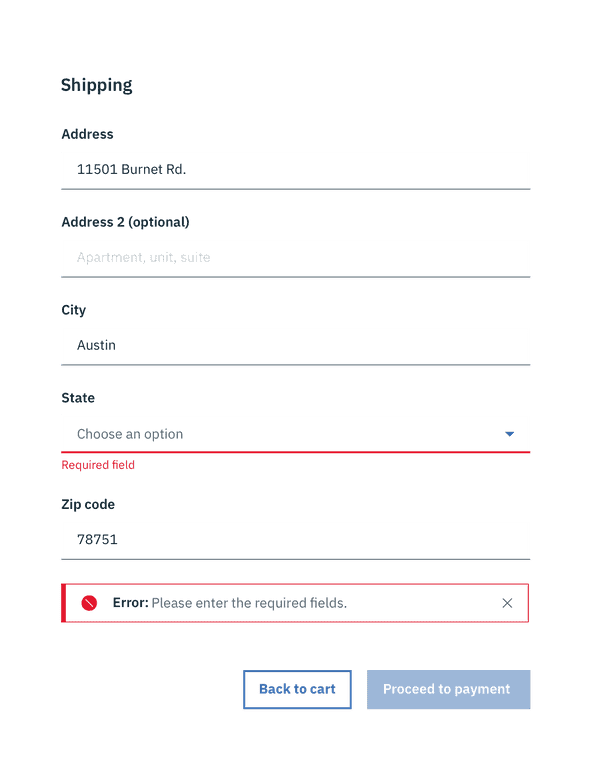 Shipping
Address
11501 Burnet Rd.
Address 2 (optional)
Apartment, unit, suite
City
Austin
State
Choose an option
Required field
Zip code
78751
Error: Please enter the required fields.
Back to cart Proceed to payment